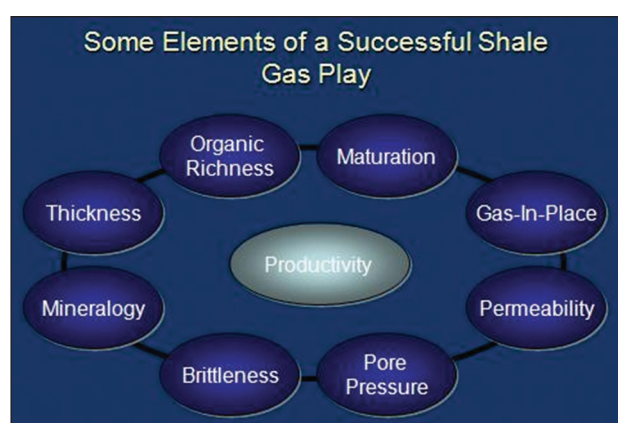 Some Elements of a Successful Shale
Gas Play
Organic
Richness
Maturation
Thickness
Gas-In-Place
Productivity
Mineralogy
Permeability
Brittleness
Pore
Pressure